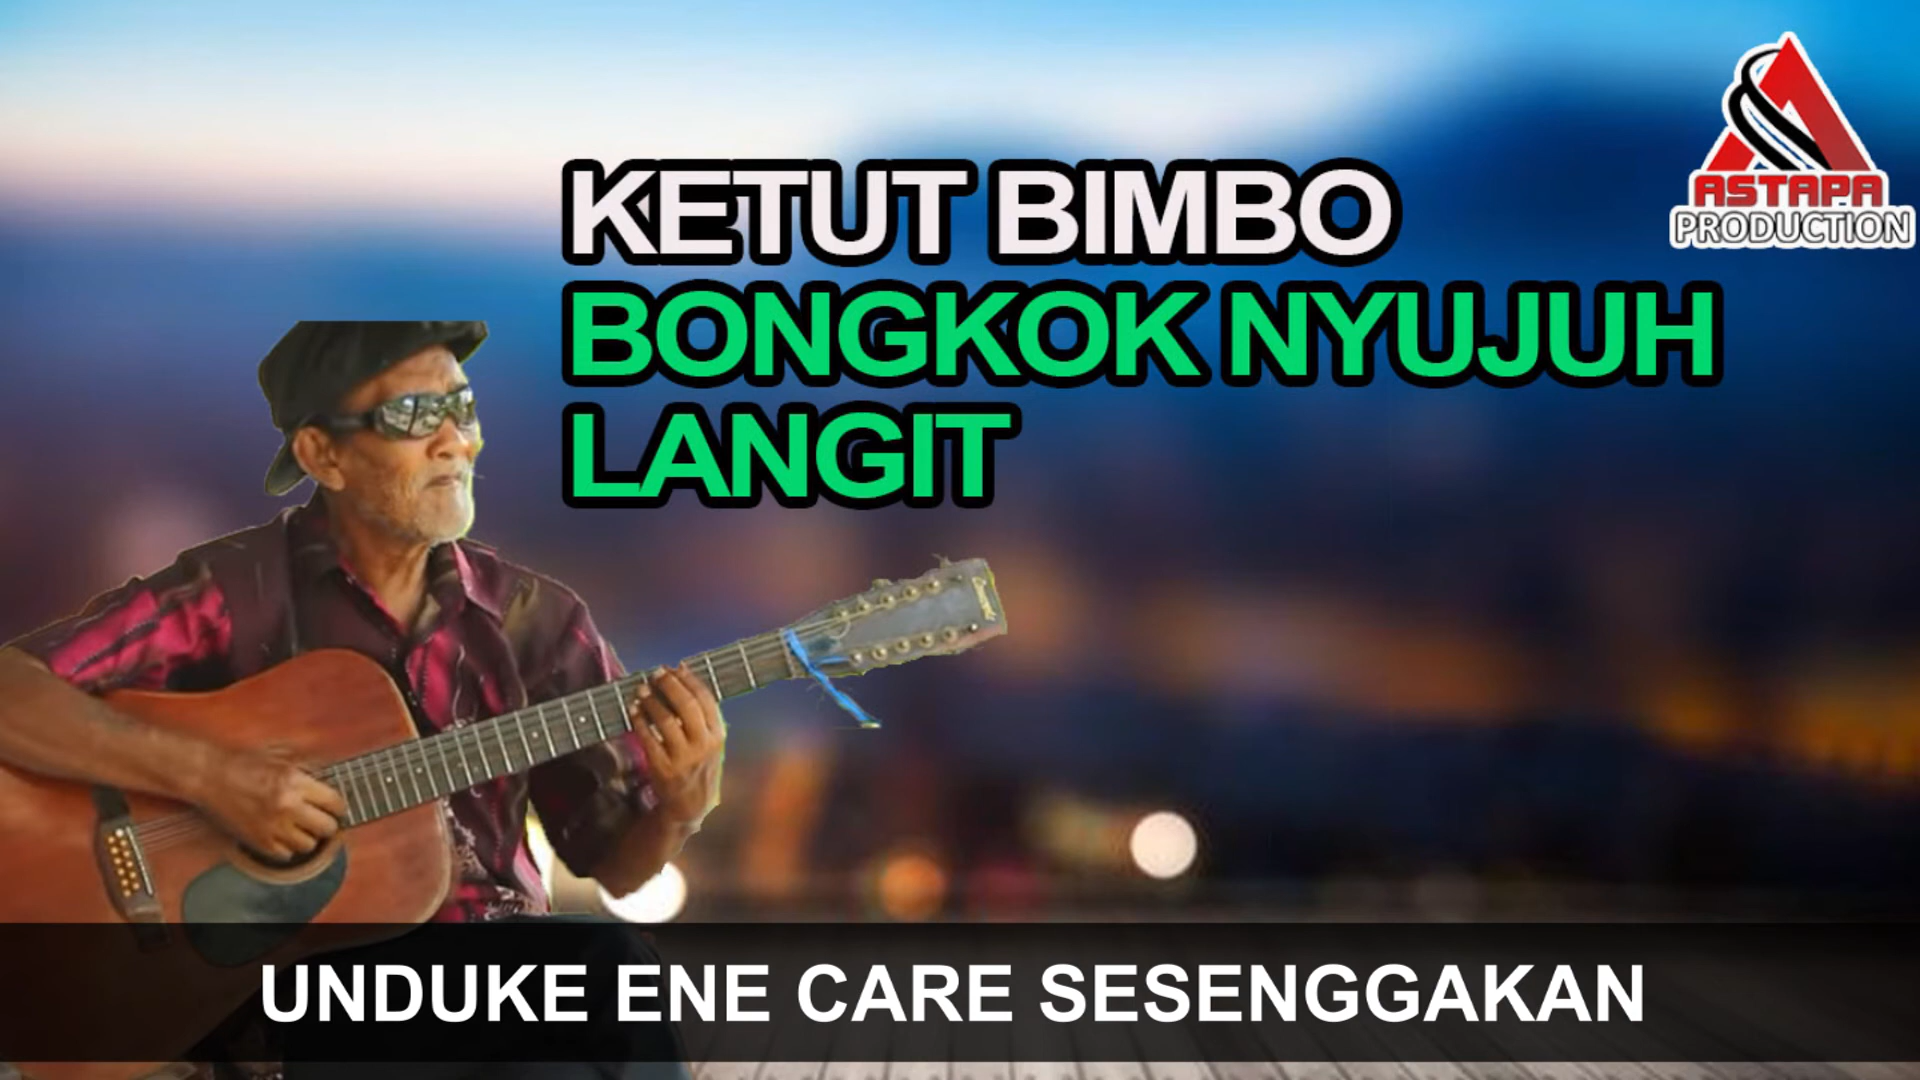 KETUT BIMBO
BONGKOK NYUJUH
LANGIT
ASTAPA
PRODUCTION
UNDUKE ENE CARE SESENGGAKAN